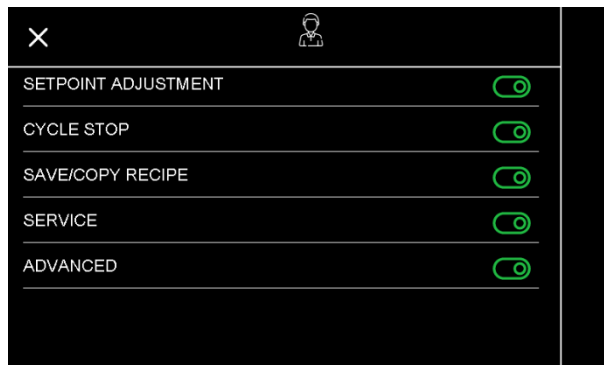 SETPOINT ADJUSTMENT
CYCLE STOP
SAVE/COPY RECIPE
SERVICE
ADVANCED